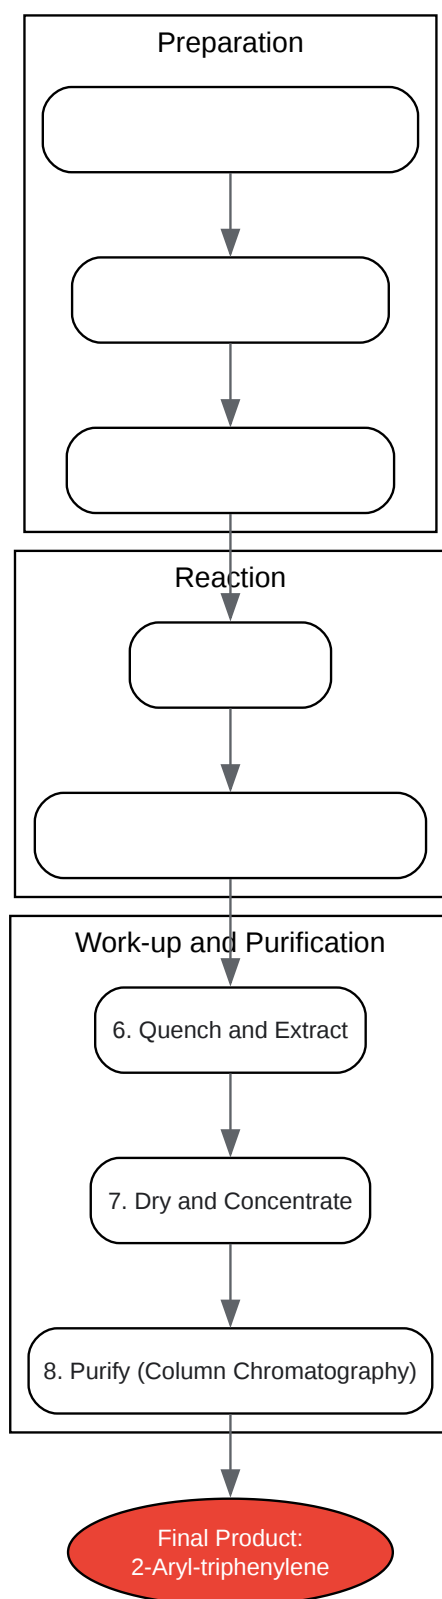 Preparation
Reaction
Work-up and Purification
6. Quench and Extract
7. Dry and Concentrate
8. Purify (Column Chromatography)
Final Product:
2-Aryl-triphenylene